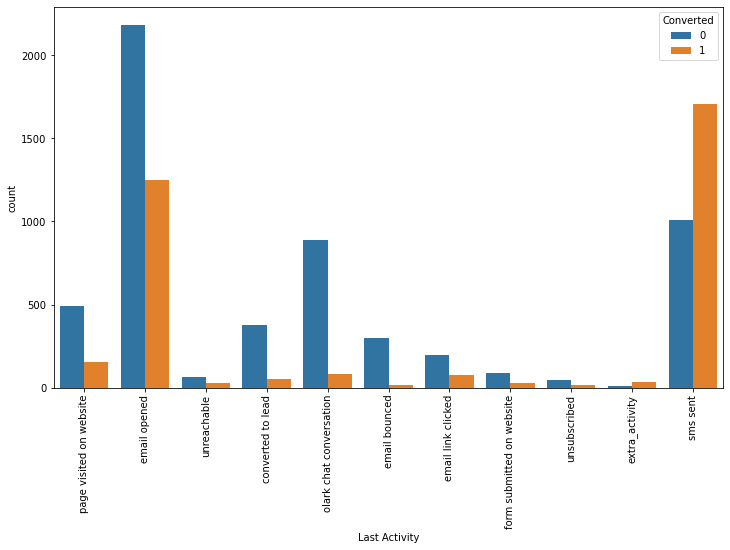 Converted
0
1
2000
1500
1000
500
0
count
page visited on website
email opened
unreachable
converted to lead
olark chat conversation
email bounced
email link clicked
form submitted on website
unsubscribed
extra_activity
sms sent
Last Activity